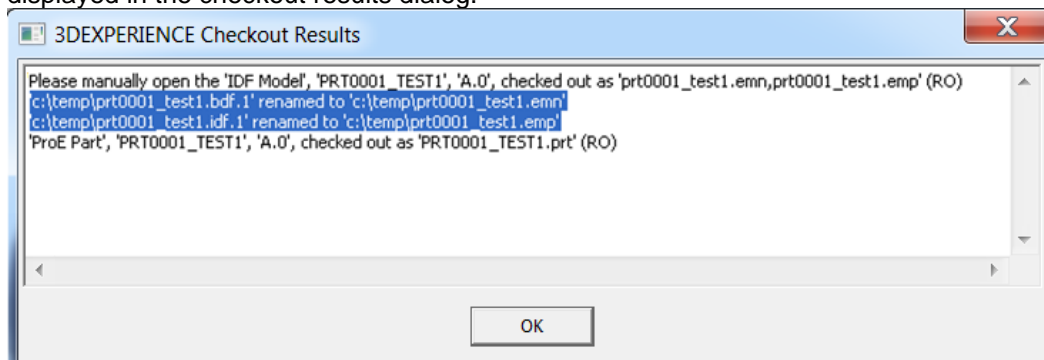 displayed in the checkout results dialog.
3DEXPERIENCE Checkout Results
Please manually open the 'IDF Model', 'PRT0001_TEST1', 'A.0', checked out as 'prt0001_test1.emn,prt0001_test1.emp' (RO)
'c:\temp\prt0001_test1.bdf.1' renamed to 'c:\temp\prt0001_test1.emn'
'c:\temp\prt0001_test1.idf.1' renamed to 'c:\temp\prt0001_test1.emp'
'ProE Part', 'PRT0001_TEST1', 'A.0', checked out as 'PRT0001_TEST1.prt' (RO)
OK